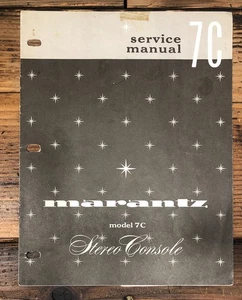 service
manual
7C
marantz
model 7C
Stereo Console